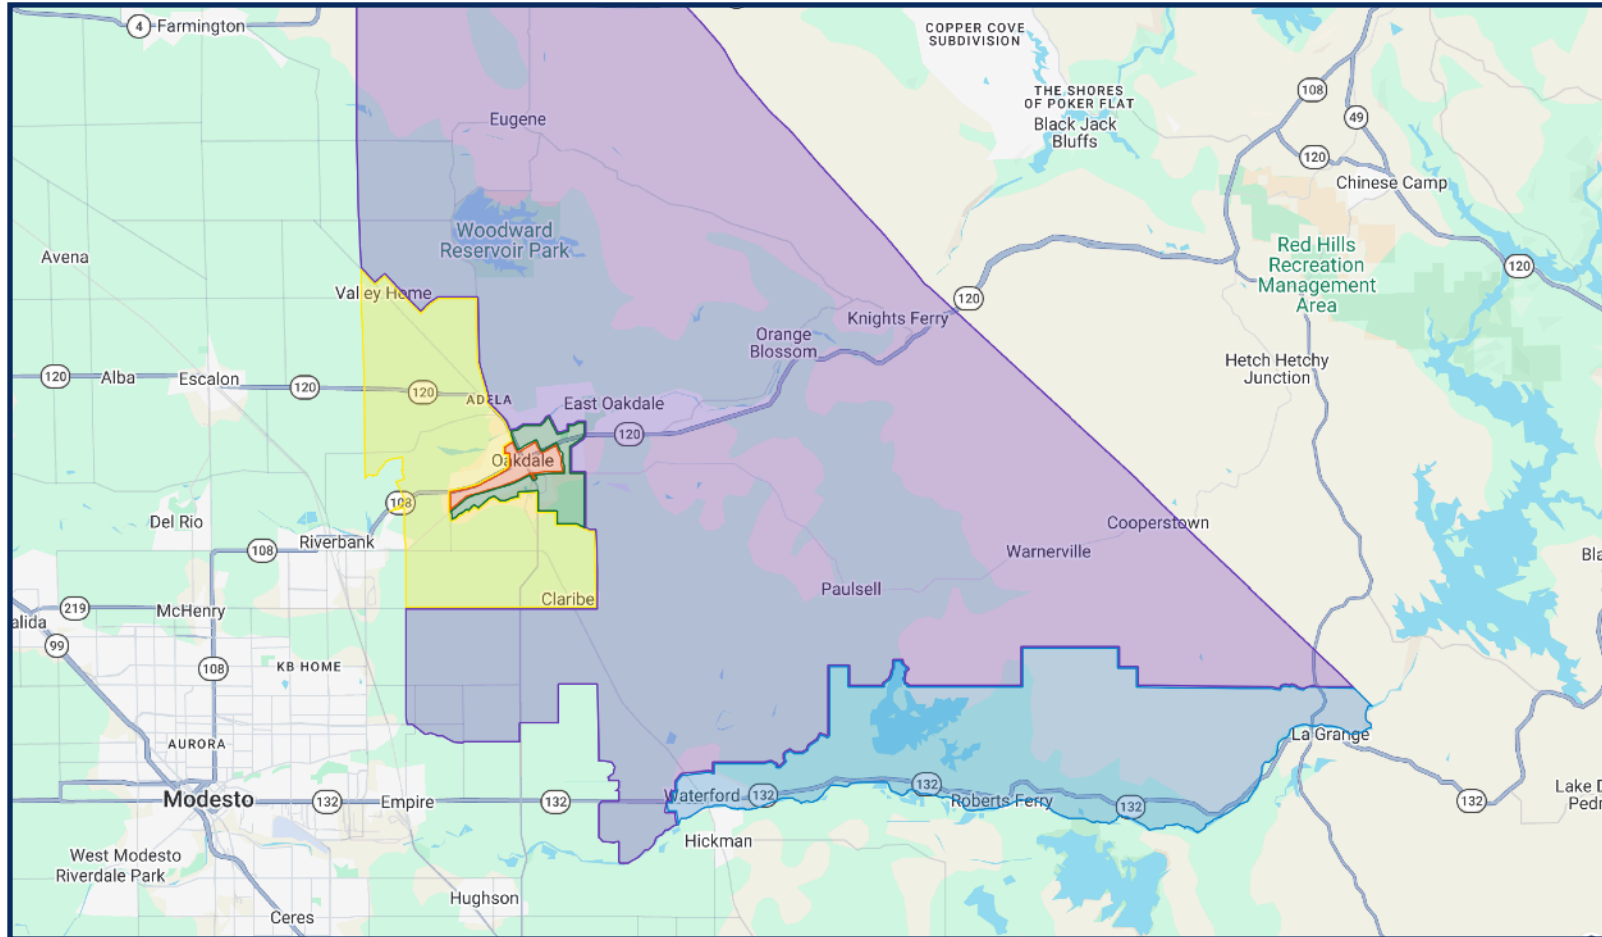 4
Farmington
COPPER COVE
SUBDIVISION
108
THE SHORES
OF POKER FLAT
Black Jack
Bluffs
49
Eugene
120
Chinese Camp
Woodward
Reservoir Park
Avena
Red Hills
Recreation
Management
Area
120
Valley Home
120
Knights Ferry
Orange
Blossom
Hetch Hetchy
Junction
120
Alba
Escalon
120
120
ADELA
East Oakdale
120
Oakdale
108
Del Rio
Riverbank
108
Cooperstown
Warnerville
Paulsell
Claribe
219
McHenry
alida
99
108
KB HOME
AURORA
La Grange
Modesto
132
Empire
132
Waterford
132
132
Roberts Ferry
132
132
Lake D
Pedr
Hickman
West Modesto
Riverdale Park
Hughson
Ceres
Bla